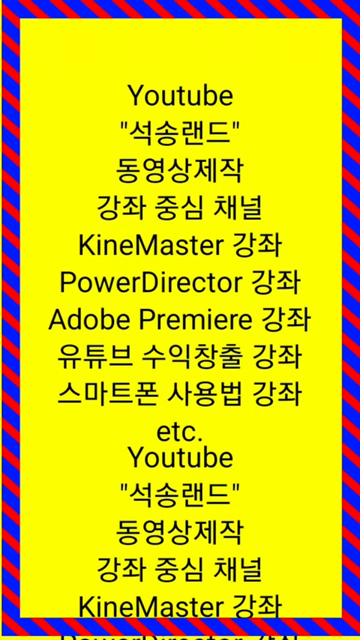 Youtube
"석송랜드"
동영상제작
강좌 중심 채널
KineMaster 강좌
PowerDirector 강좌
Adobe Premiere 강좌
유튜브 수익창출 강좌
스마트폰 사용법 강좌
etc.
Youtube
"석송랜드"
동영상제작
강좌 중심 채널
KineMaster 강좌